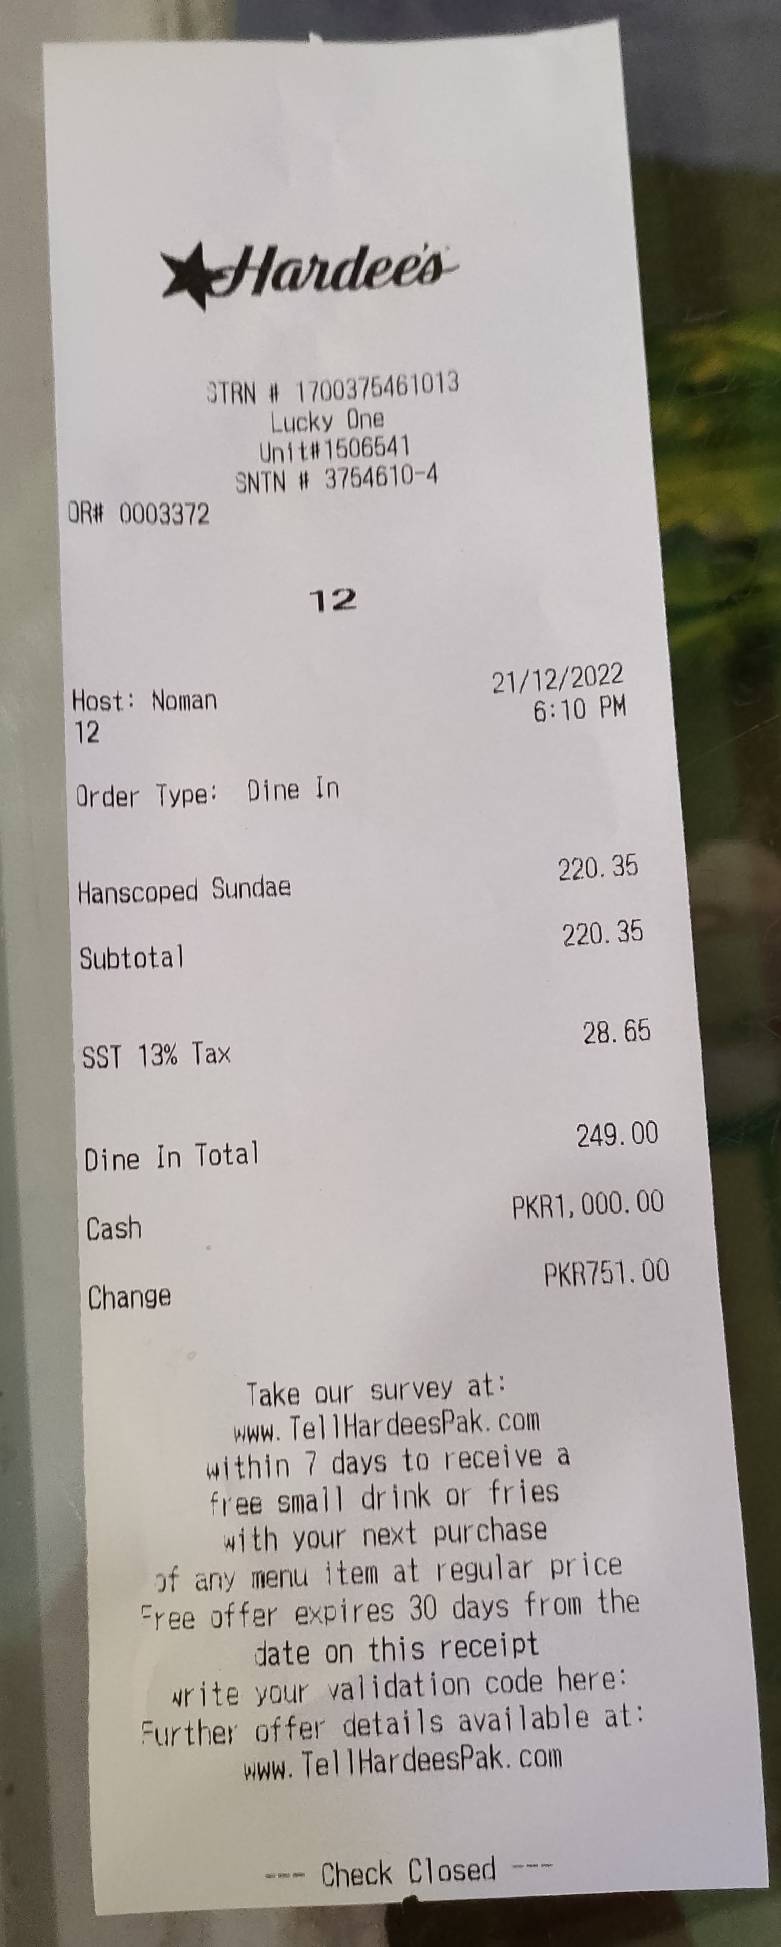 Hardee's
STRN # 1700375461013
Lucky One
Unit#1506541
SNTN # 3754610-4
OR# 0003372
12
Host: Noman 21/12/2022
12 6:10 PM
Order Type: Dine In
Hanscoped Sundae 220.35
Subtotal 220.35
SST 13% Tax 28.65
Dine In Total 249.00
Cash PKR1,000.00
Change PKR751.00
Take our survey at:
www.TellHardeesPak.com
within 7 days to receive a
free small drink or fries
with your next purchase
of any menu item at regular price
Free offer expires 30 days from the
date on this receipt
write your validation code here:
Further offer details available at:
www.TellHardeesPak.com
--- Check Closed ---